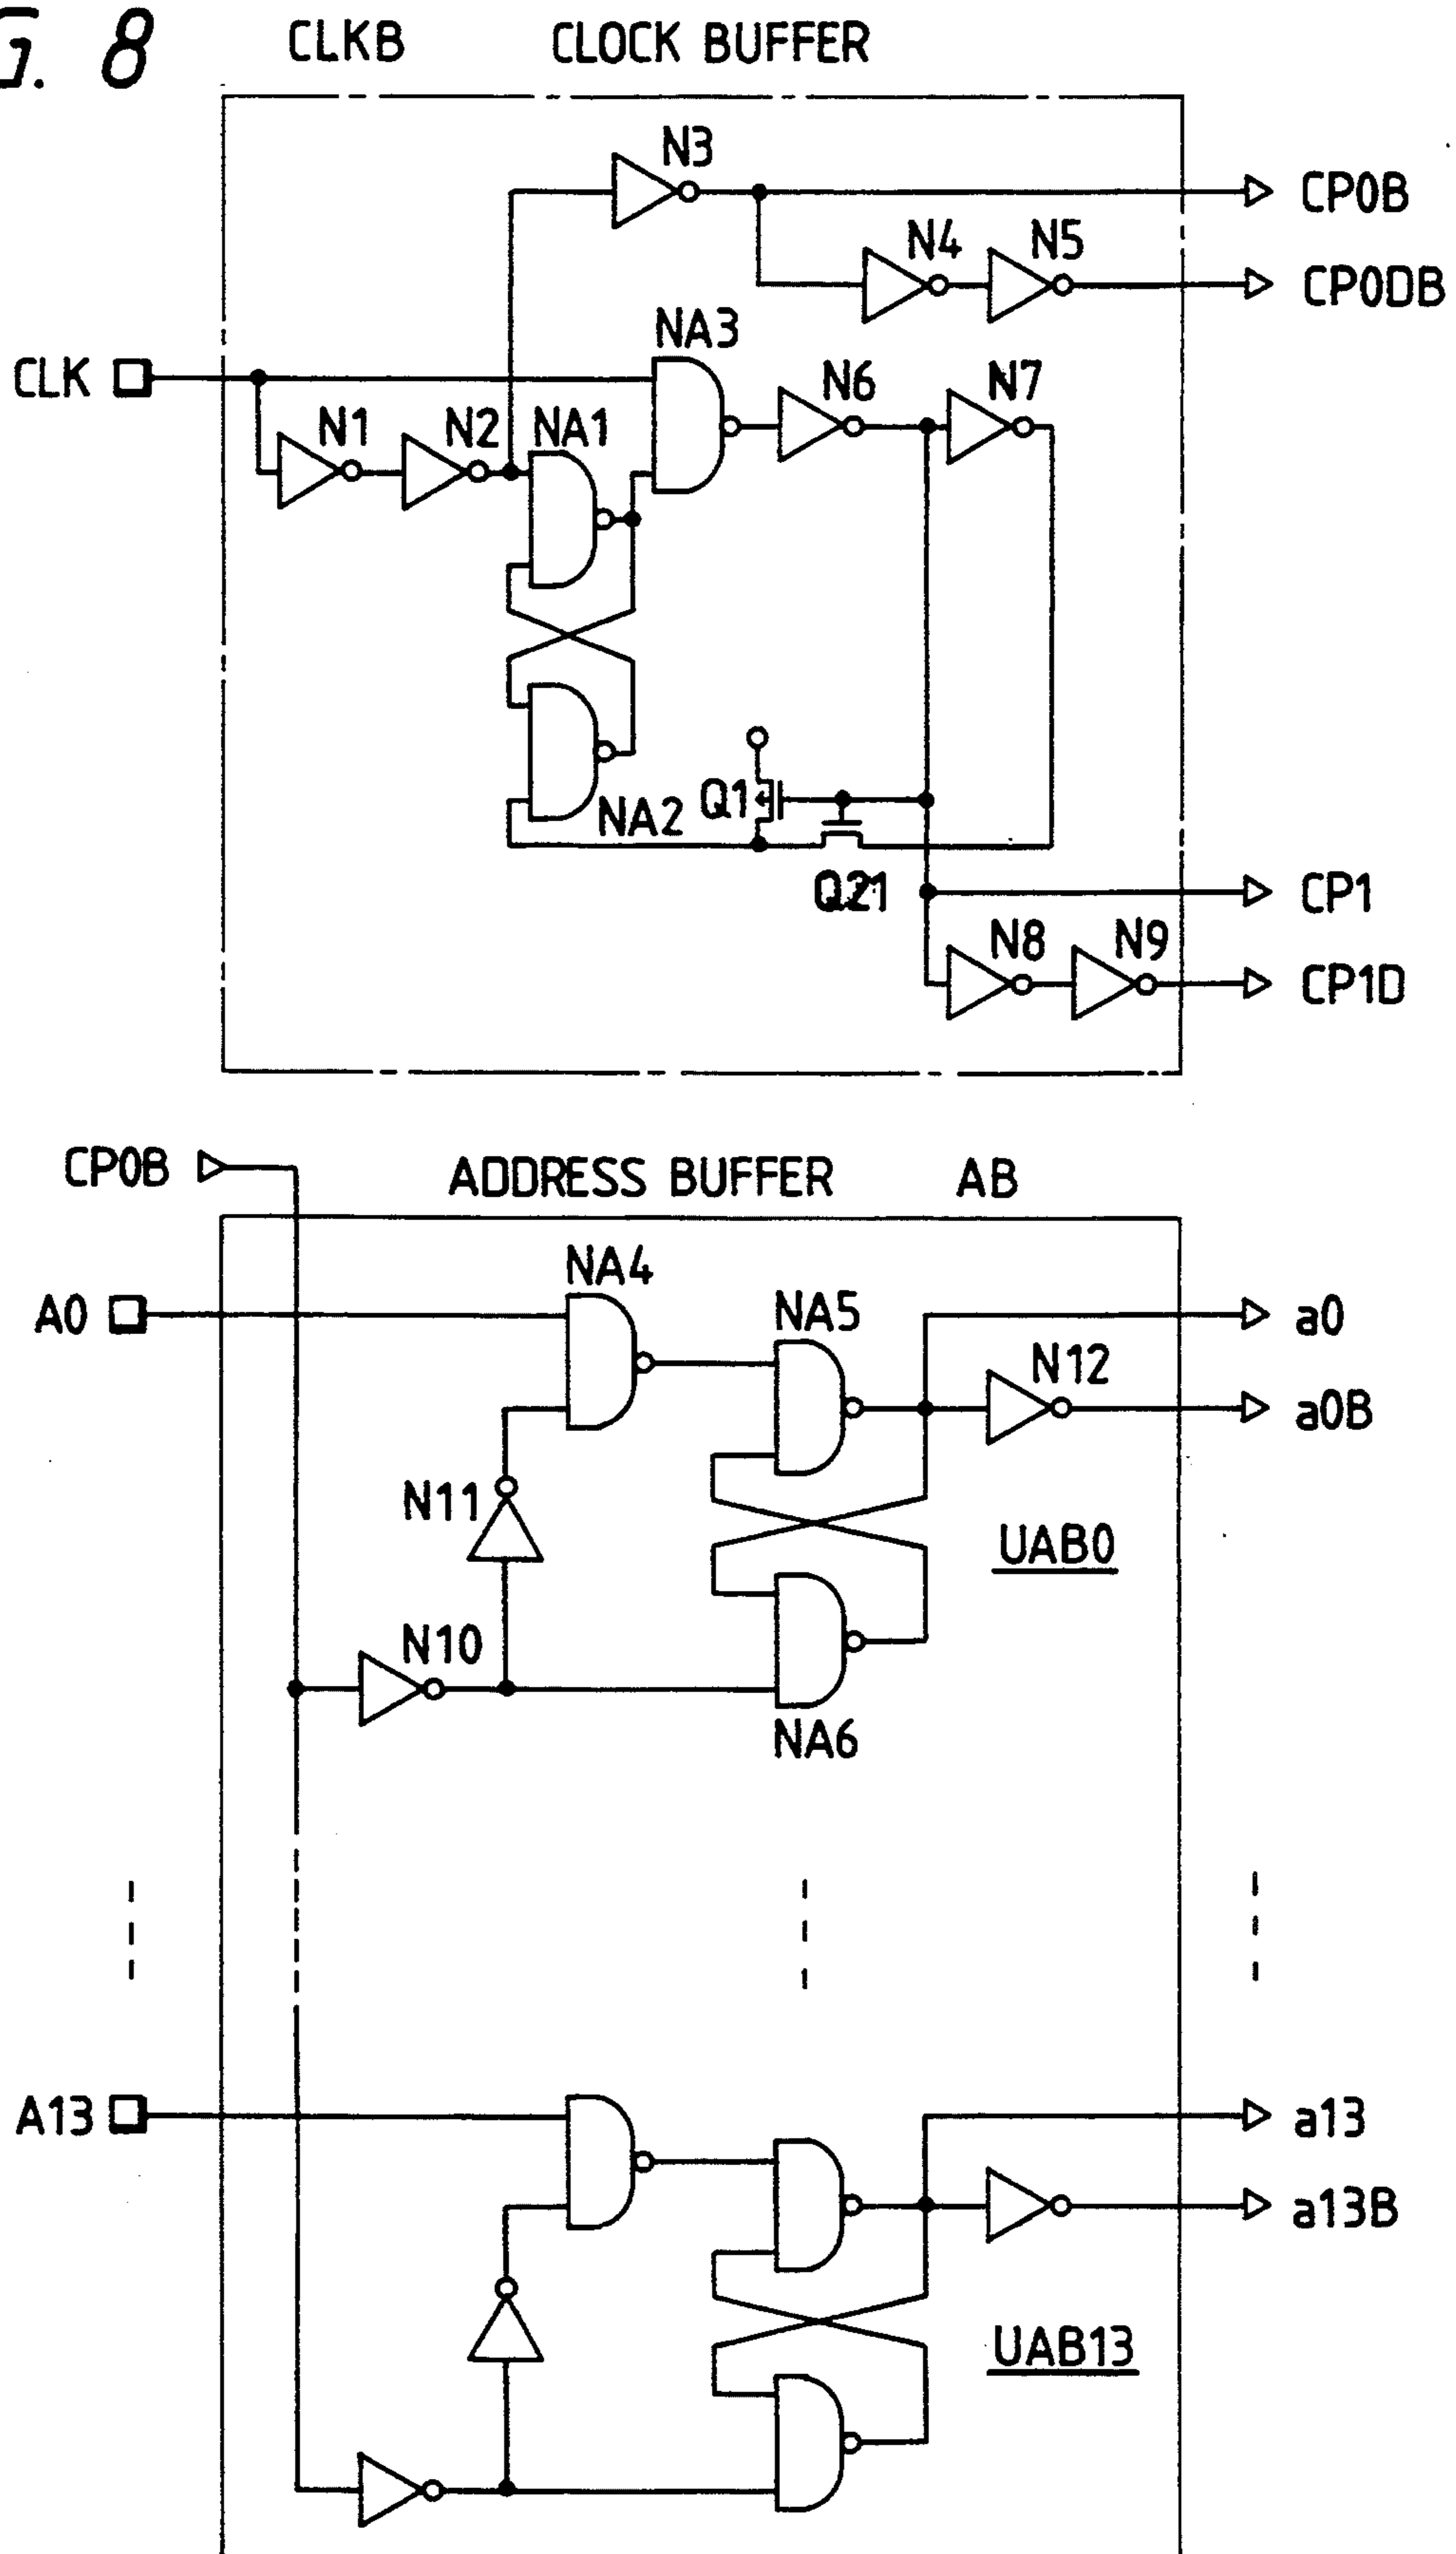 G. 8
CLKB CLOCK BUFFER
N3
CP0B
N4 N5
CP0DB
NA3
CLK
N6 N7
N1 N2 NA1
Q1
NA2
Q21
CP1
N8 N9
CP1D
CP0B
ADDRESS BUFFER AB
NA4
A0
NA5
a0
N12
a0B
N11
UAB0
N10
NA6
A13
a13
a13B
UAB13